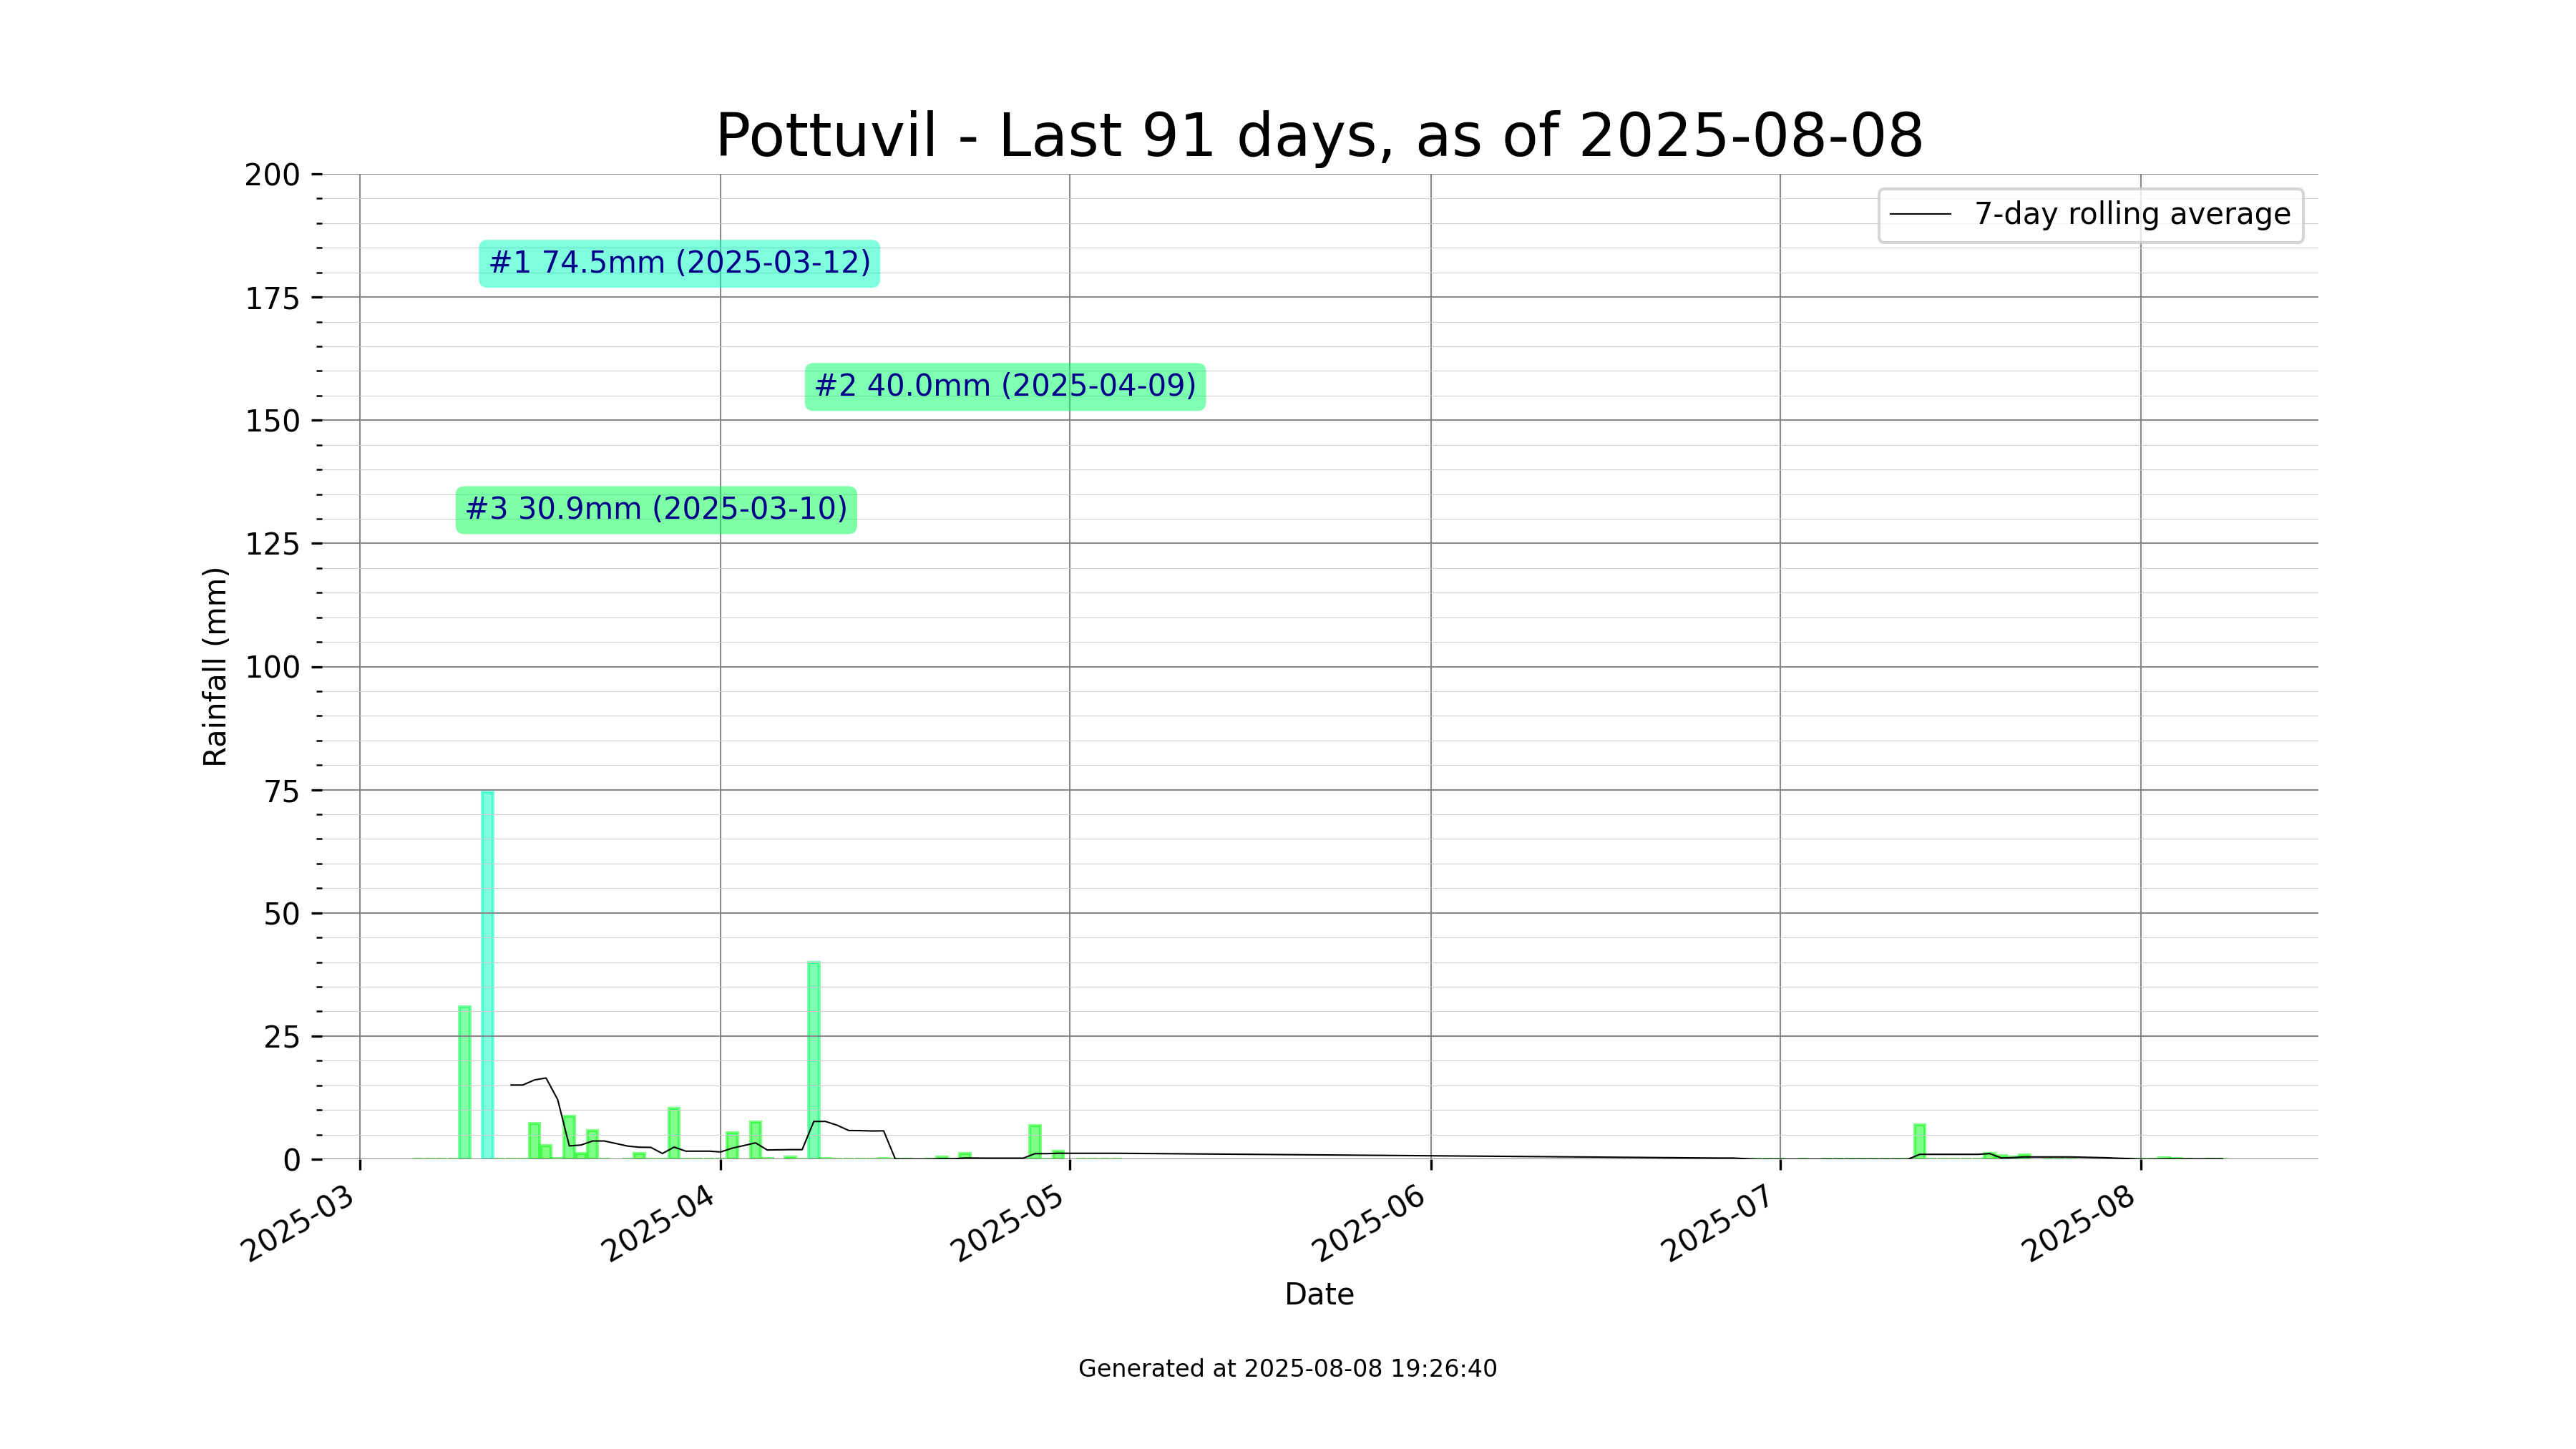 Pottuvil - Last 91 days, as of 2025-08-08
200
175
150
125
100
75
50
25
0
Rainfall (mm)
7-day rolling average
#1 74.5mm (2025-03-12)
#2 40.0mm (2025-04-09)
#3 30.9mm (2025-03-10)
2025-03
2025-04
2025-05
2025-06
2025-07
2025-08
Date
Generated at 2025-08-08 19:26:40